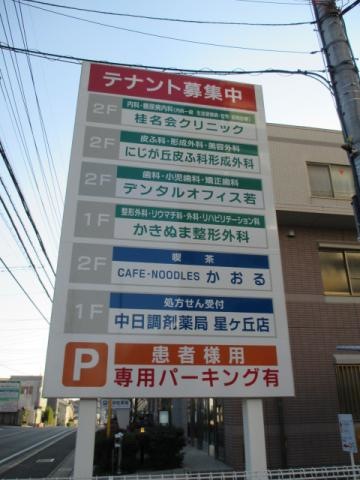 テナント募集中
2F 内科・糖尿病内科
桂名会クリニック
2F 皮ふ科・形成外科・美容外科
にじが丘皮ふ科形成外科
2F 歯科・小児歯科・矯正歯科
デンタルオフィス若
1F 整形外科・リウマチ科・外科・リハビリテーション科
かきぬま整形外科
2F 喫茶
CAFE-NOODLES かおる
1F 処方せん受付
中日調剤薬局 星ヶ丘店
P 患者様用
専用パーキング有